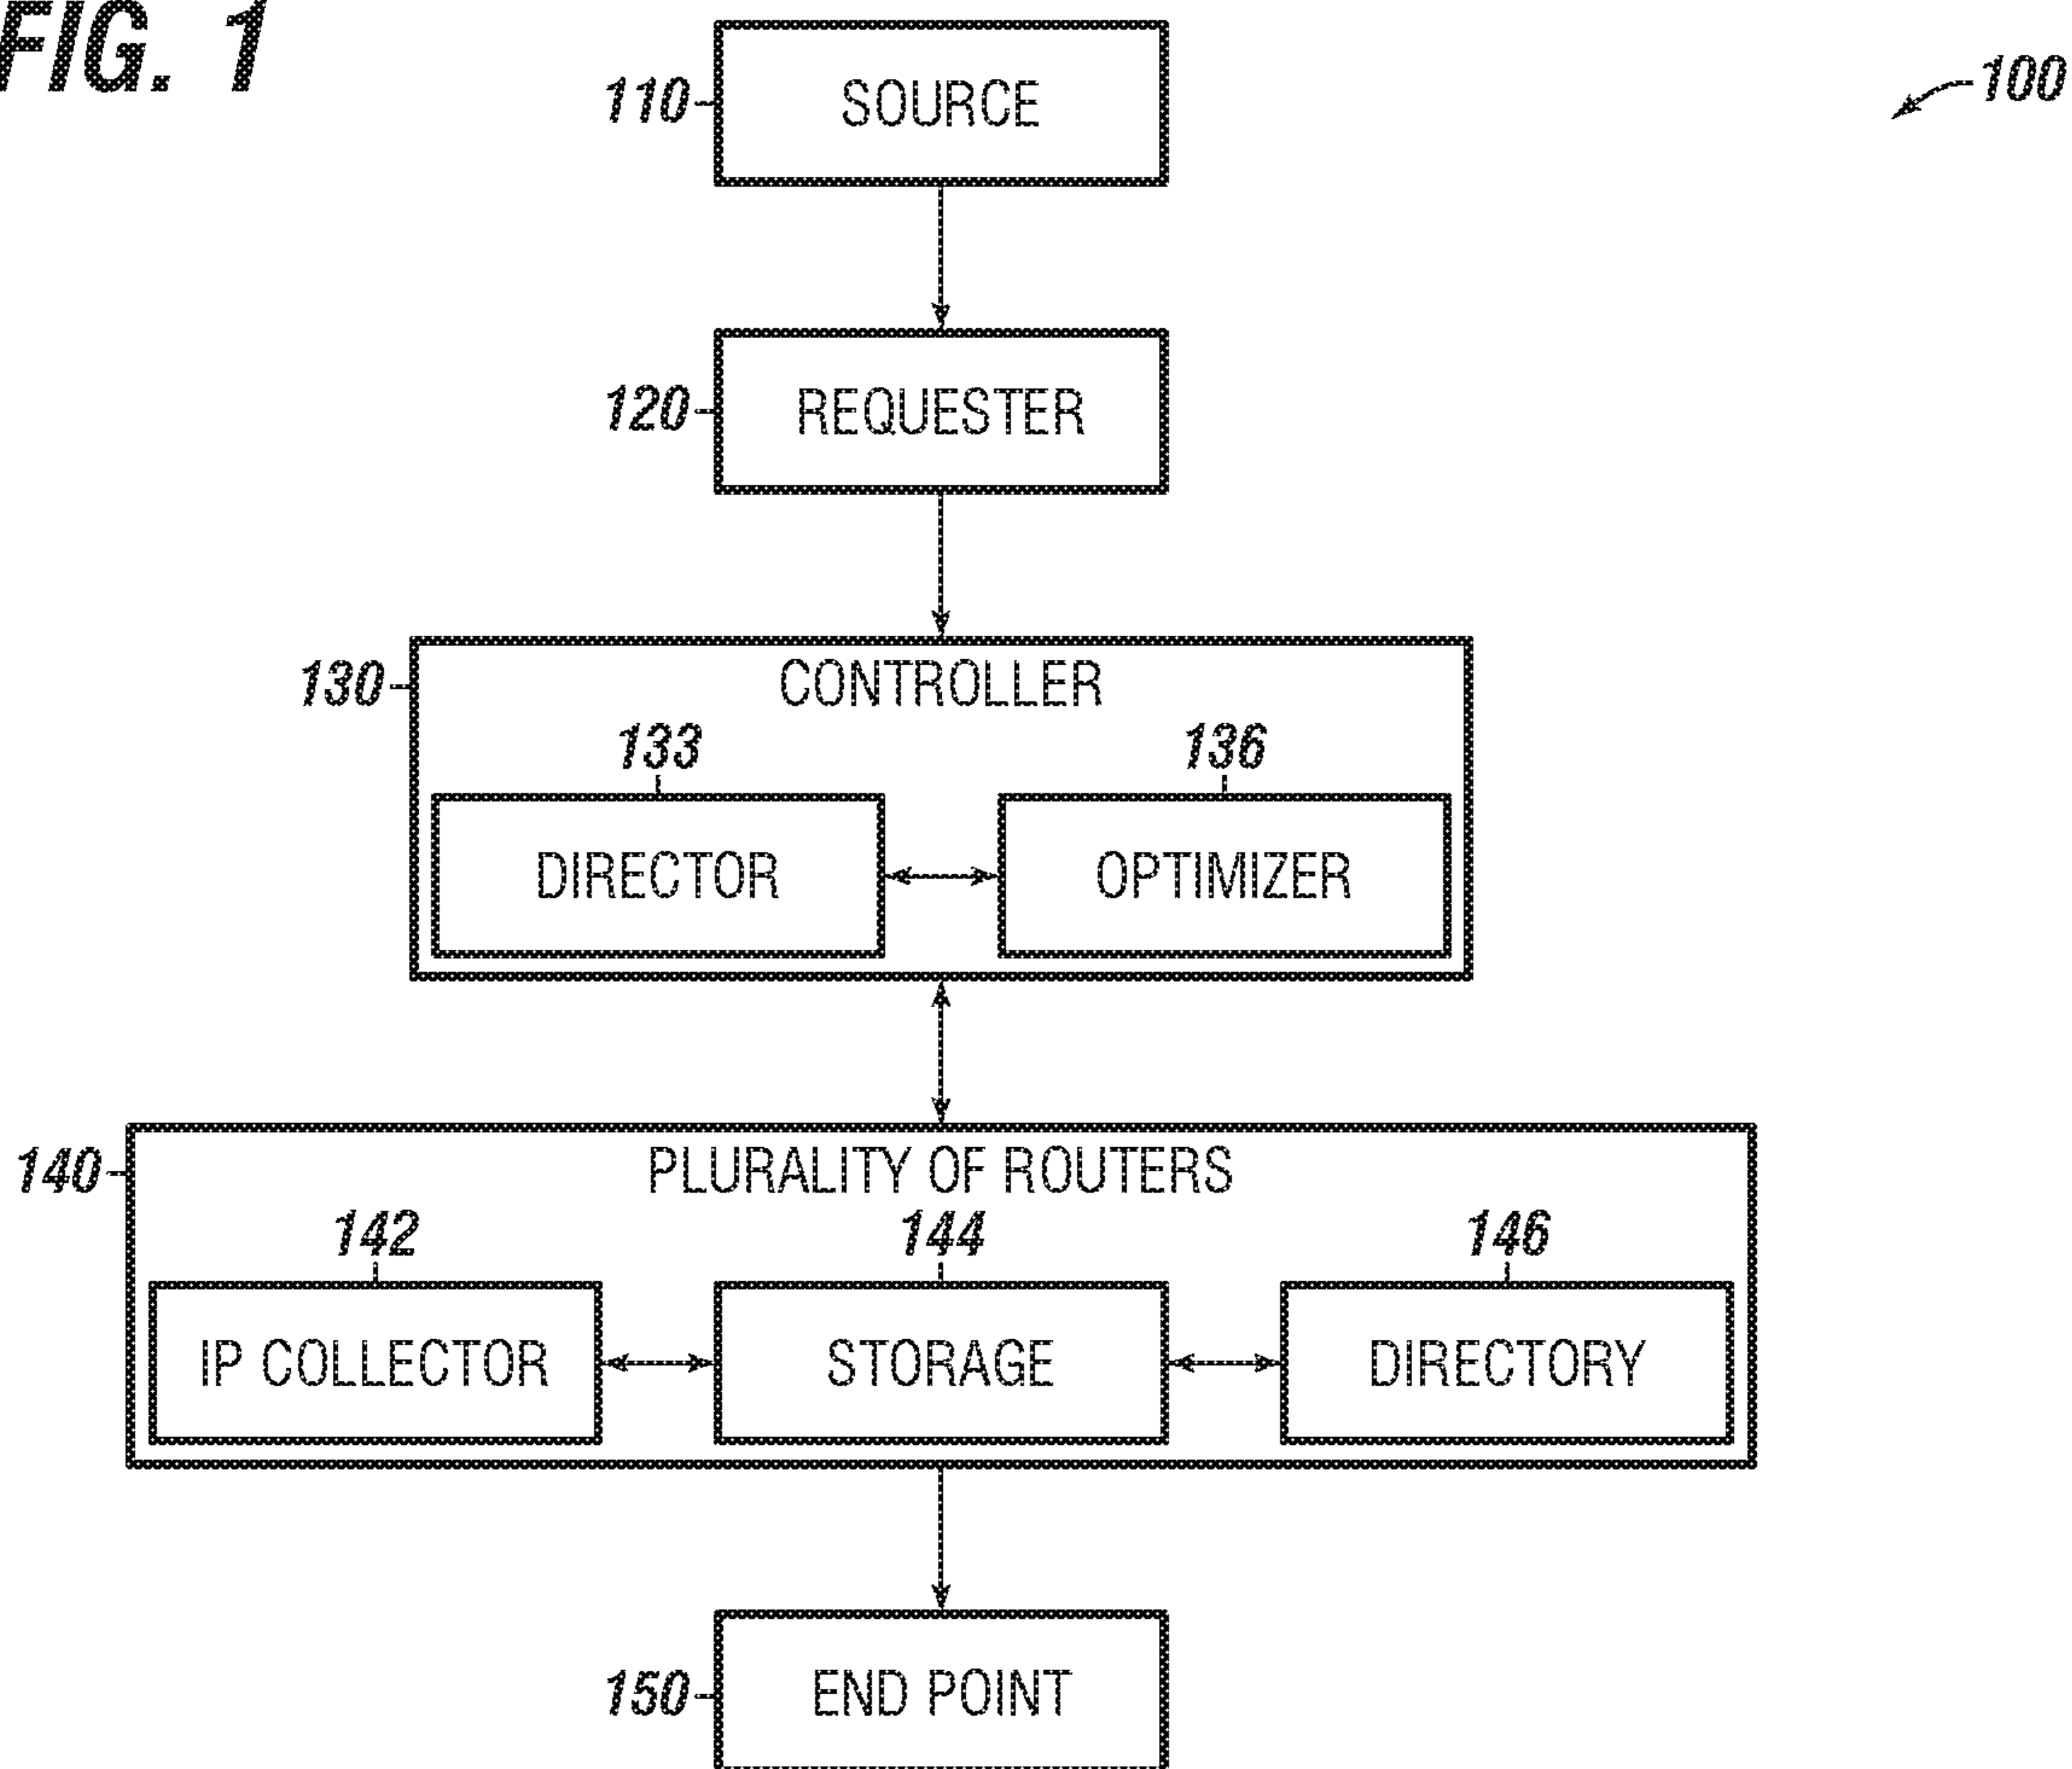 FIG. 1
100
110
SOURCE
120
REQUESTER
130
CONTROLLER
133
136
DIRECTOR
OPTIMIZER
140
PLURALITY OF ROUTERS
142
144
146
IP COLLECTOR
STORAGE
DIRECTORY
150
END POINT